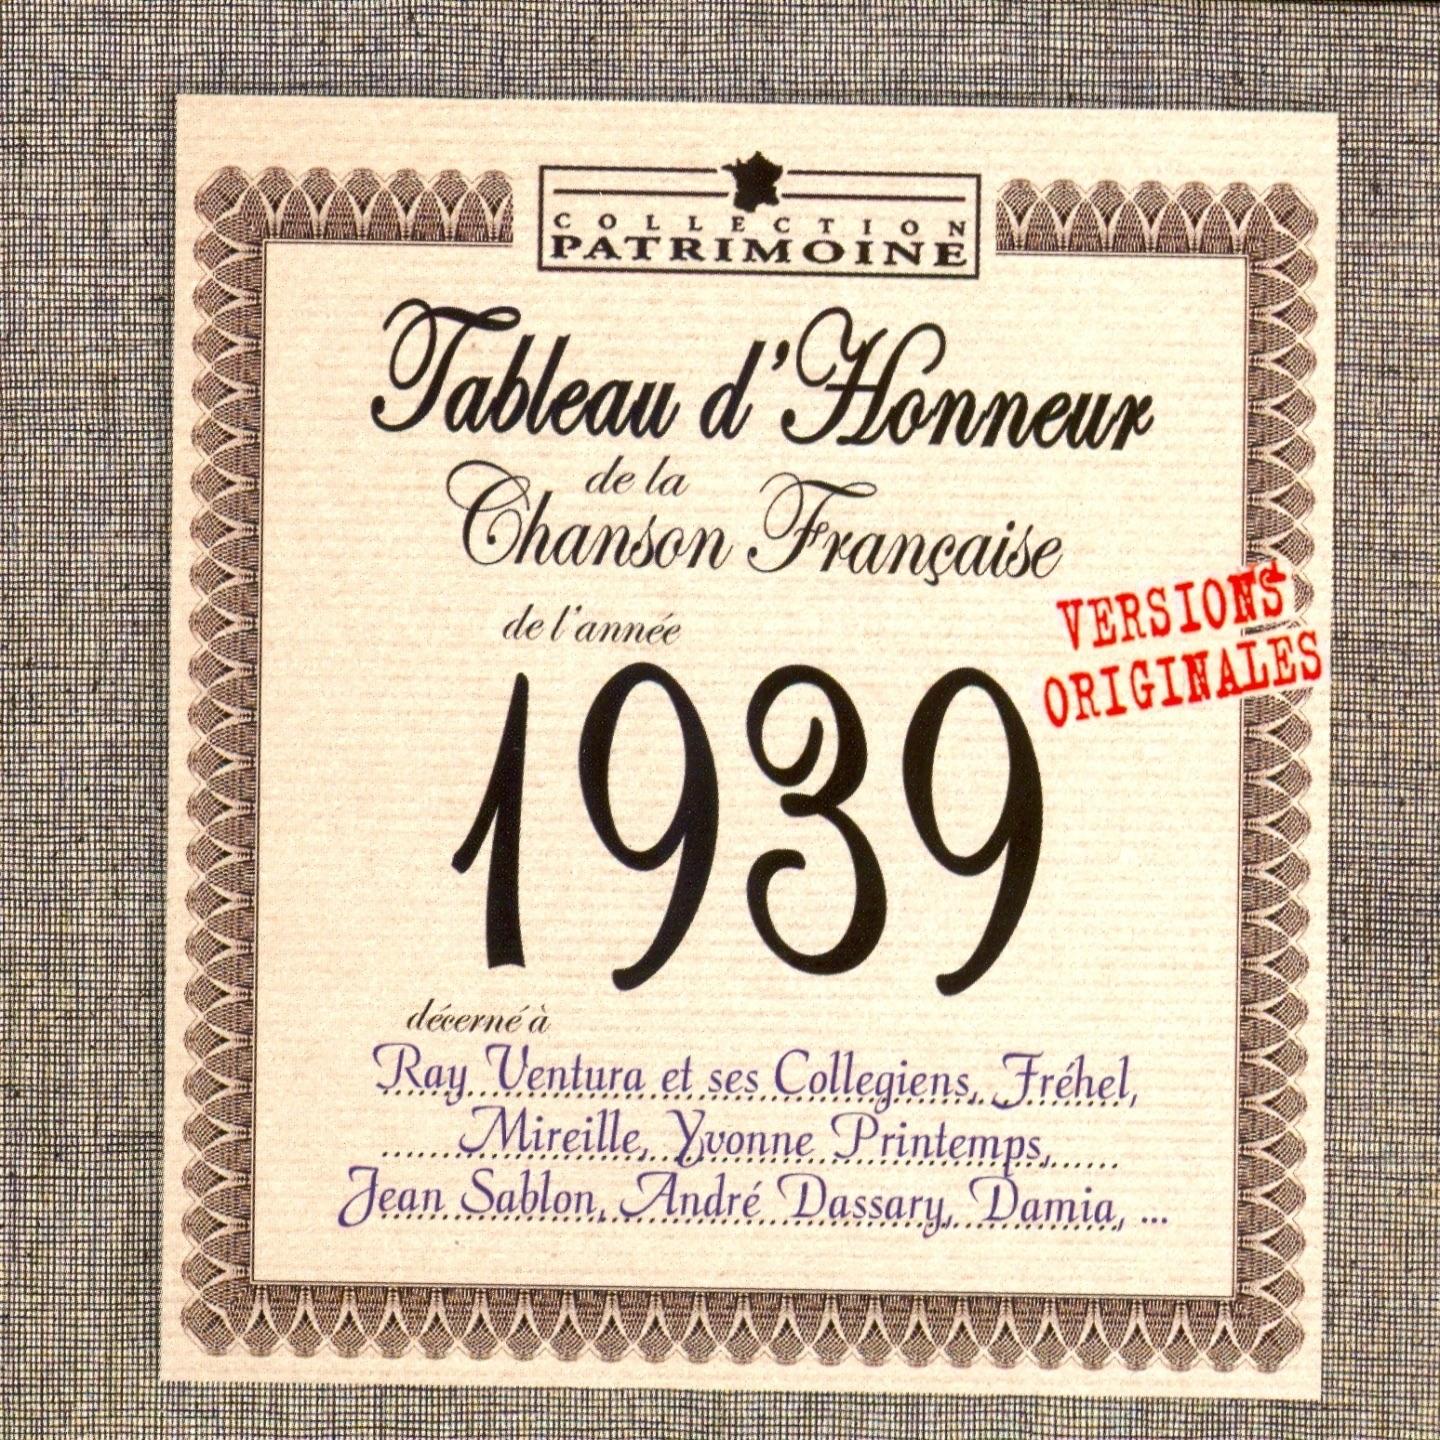 COLLECTION
PATRIMOINE
Tableau d'Honneur
de la
Chanson Française
de l'année
VERSIONS
ORIGINALES
1939
décerné à
Ray Ventura et ses Collegiens, Fréhel,
Mireille, Yvonne Printemps,
Jean Sablon, André Dassary, Damia, ...